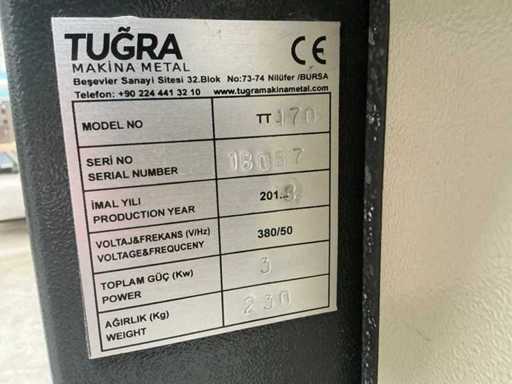 TUĞRA
MAKİNA METAL
CE
Beşevler Sanayi Sitesi 32.Blok No:73-74 Nilüfer /BURSA
Telefon: +90 224 441 32 10 www.tugramakinametal.com
MODEL NO TT 170
SERİ NO
SERIAL NUMBER 18057
İMAL YILI
PRODUCTION YEAR
VOLTAJ&FREKANS (V/Hz)
VOLTAGE&FREQUCENY 380/50
TOPLAM GÜÇ (Kw)
POWER 3
AĞIRLIK (Kg)
WEIGHT 230